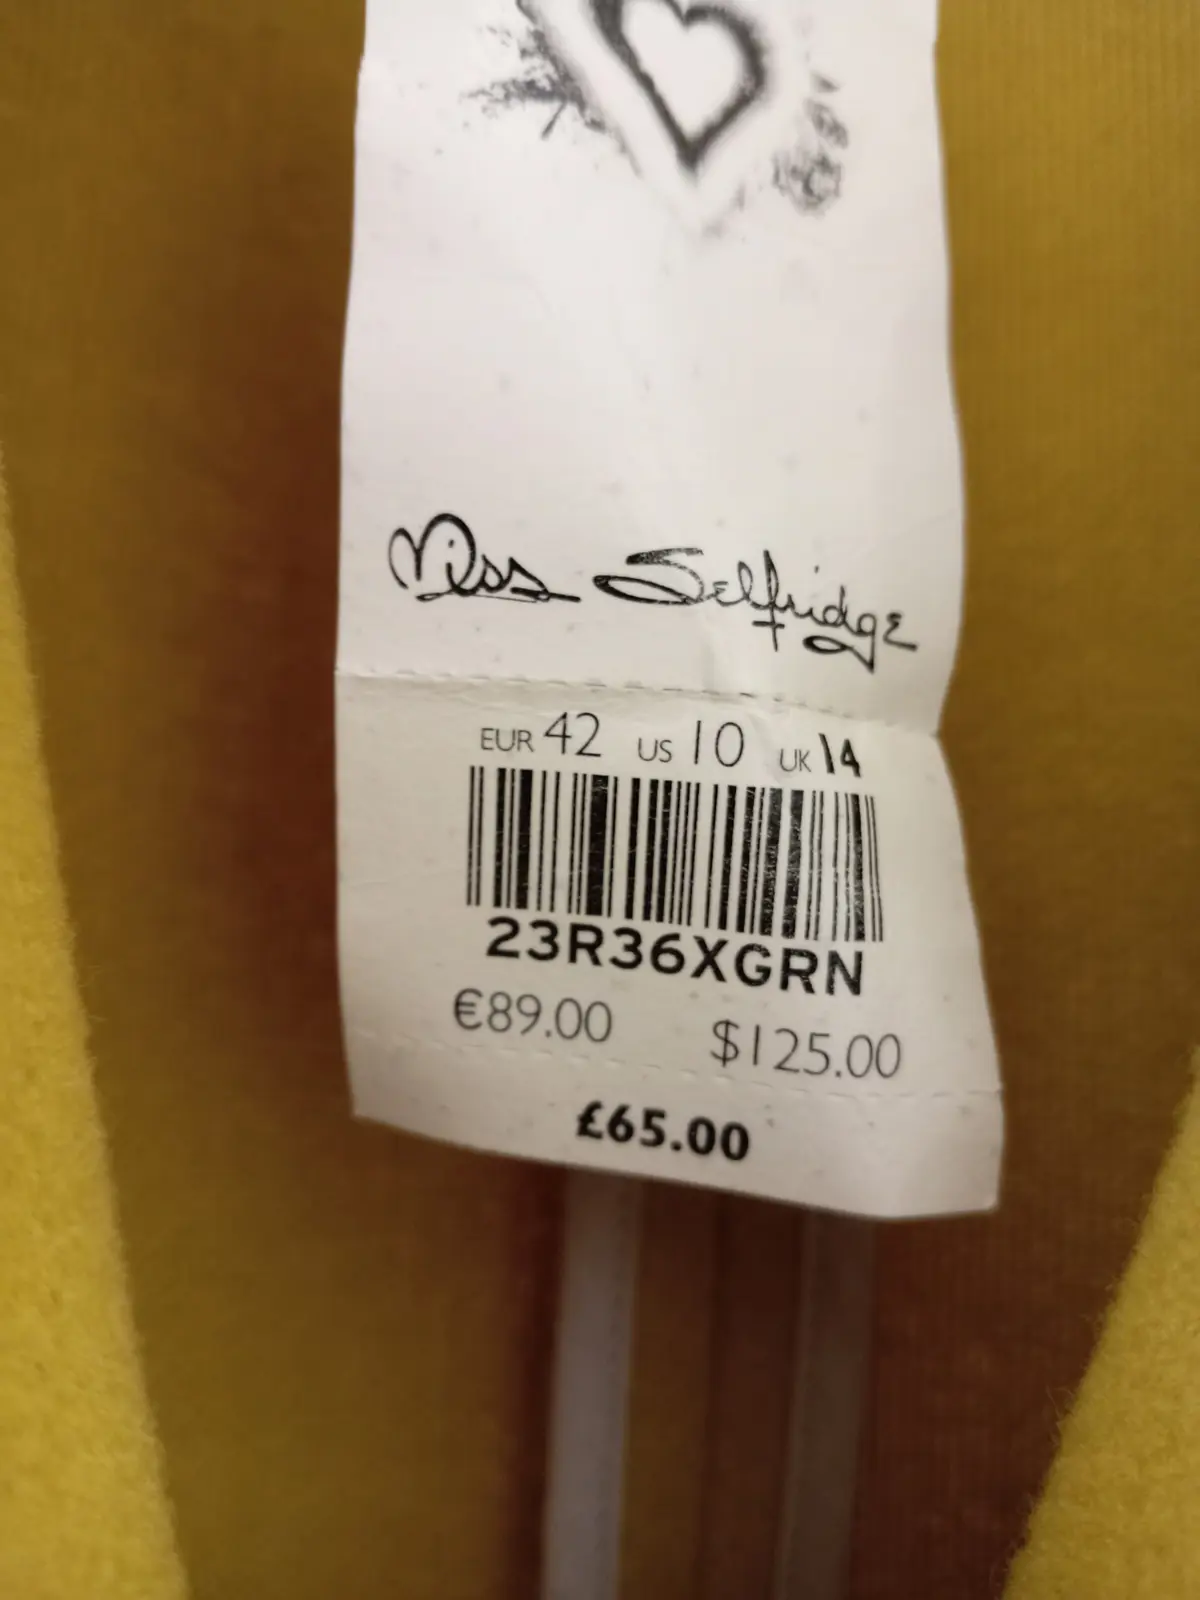 Miss Selfridge
EUR 42 US 10 UK 14
23R36XGRN
€89.00 $125.00
£65.00